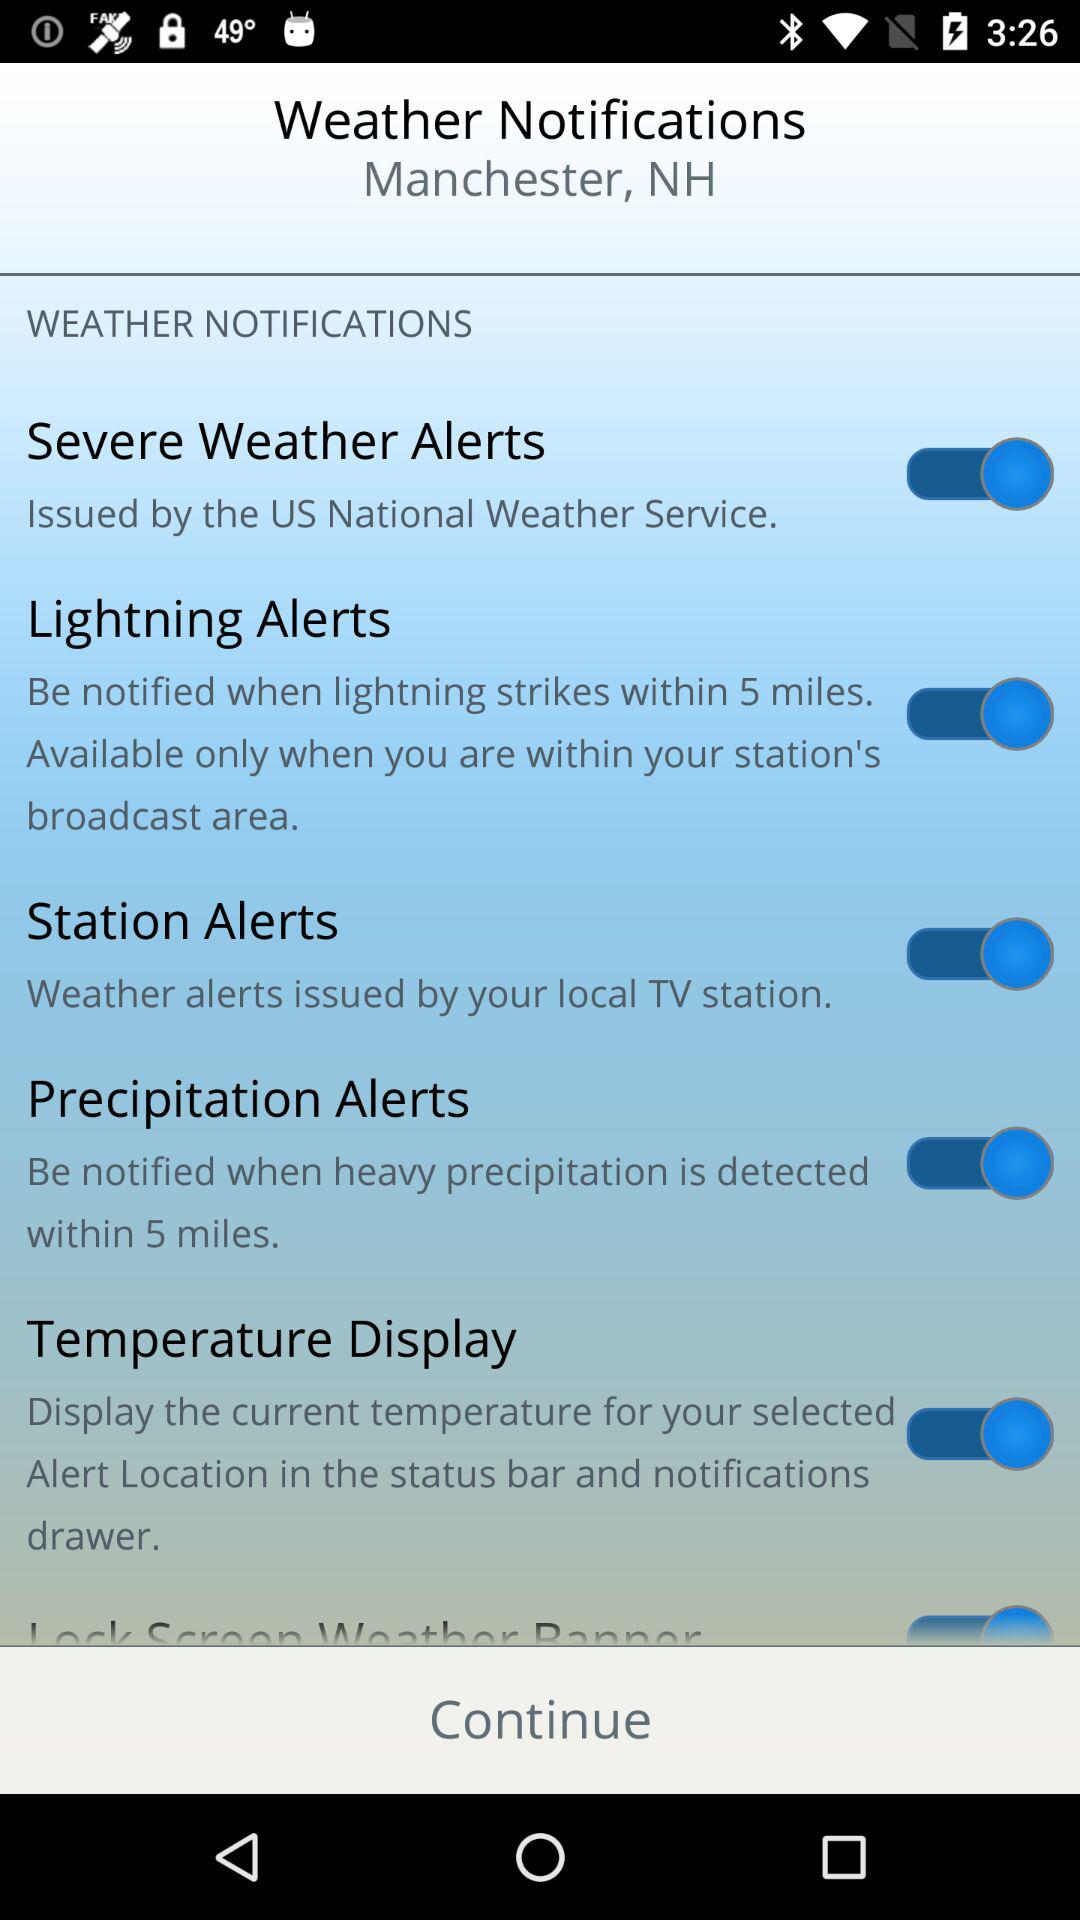 FAKE
49° 3:26
Weather Notifications
Manchester, NH
WEATHER NOTIFICATIONS
Severe Weather Alerts
Issued by the US National Weather Service.
Lightning Alerts
Be notified when lightning strikes within 5 miles.
Available only when you are within your station's
broadcast area.
Station Alerts
Weather alerts issued by your local TV station.
Precipitation Alerts
Be notified when heavy precipitation is detected
within 5 miles.
Temperature Display
Display the current temperature for your selected
Alert Location in the status bar and notifications
drawer.
Lock Screen Weather Banner
Continue